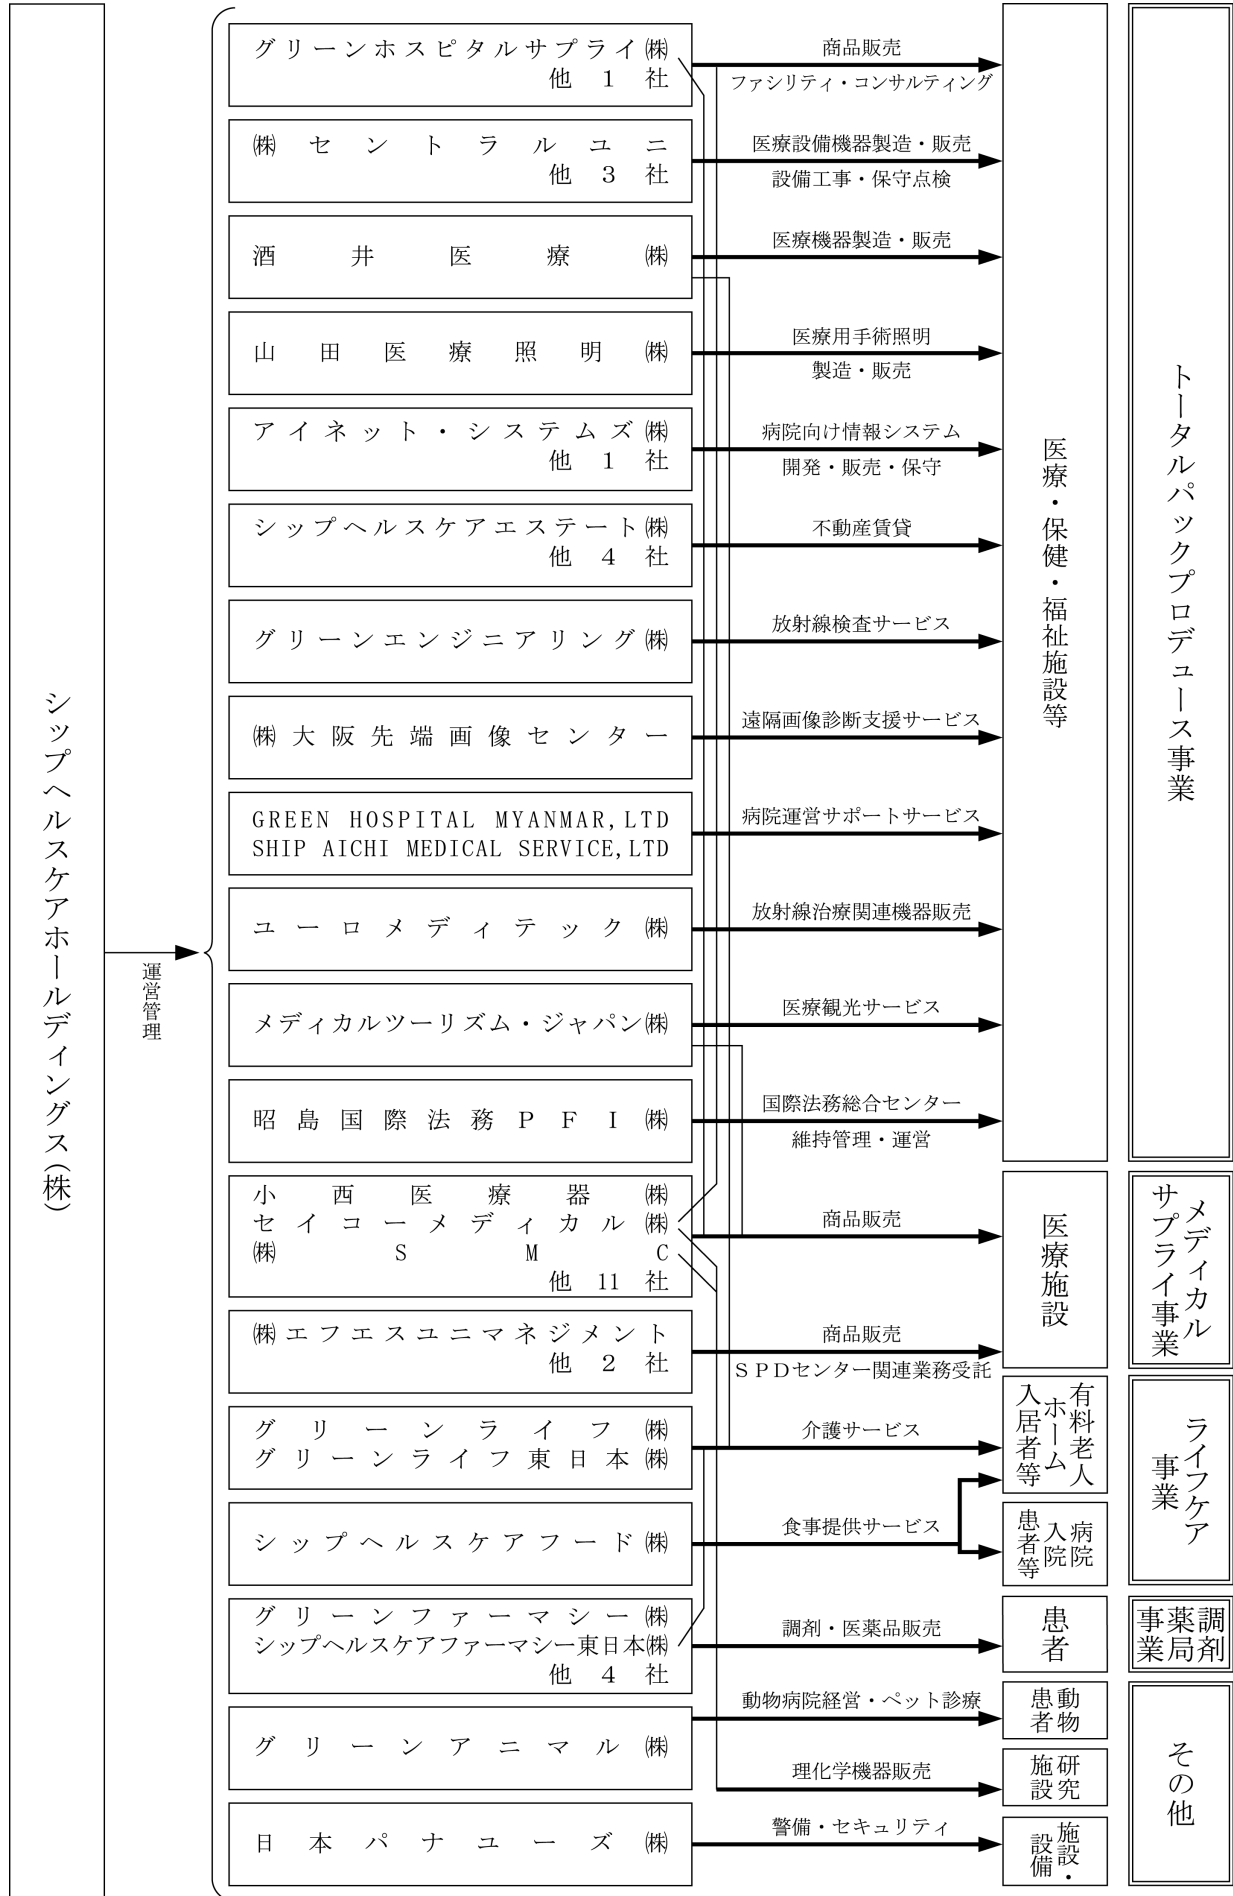 シップヘルスケアホールディングス(株)
運営管理
グリーンホスピタルサプライ㈱
他1社
商品販売
ファシリティ・コンサルティング
㈱セントラルユニ
他3社
医療設備機器製造・販売
設備工事・保守点検
酒井医療㈱
医療機器製造・販売
山田医療照明㈱
医療用手術照明
製造・販売
アイネット・システムズ㈱
他1社
病院向け情報システム
開発・販売・保守
シップヘルスケアエステート㈱
他4社
不動産賃貸
グリーンエンジニアリング㈱
放射線検査サービス
㈱大阪先端画像センター
遠隔画像診断支援サービス
GREEN HOSPITAL MYANMAR,LTD
SHIP AICHI MEDICAL SERVICE,LTD
病院運営サポートサービス
ユーロメディテック㈱
放射線治療関連機器販売
メディカルツーリズム・ジャパン㈱
医療観光サービス
昭島国際法務PFI㈱
国際法務総合センター
維持管理・運営
医療・保健・福祉施設等
トータルパックプロデュース事業
小西医療器㈱
セイコーメディカル㈱
㈱SMC
他11社
商品販売
㈱エフエスユニマネジメント
他2社
商品販売
SPDセンター関連業務受託
医療施設
メディカル
サプライ事業
グリーンライフ㈱
グリーンライフ東日本㈱
介護サービス
有料老人
ホーム
入居者等
シップヘルスケアフード㈱
食事提供サービス
病院
入院
患者等
ライフケア
事業
グリーンファーマシー㈱
シップヘルスケアファーマシー東日本㈱
他4社
調剤・医薬品販売
患者
調剤
薬局
事業
グリーンアニマル㈱
動物病院経営・ペット診療
動物
患者
理化学機器販売
研究
施設
日本パナユーズ㈱
警備・セキュリティ
施設・
設備
その他